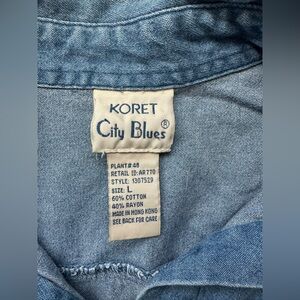 KORET
City Blues®
PLANT# 48
RETAIL ID: AR770
STYLE: 1307529
SIZE: L
60% COTTON
40% RAYON
MADE IN HONG KONG
SEE BACK FOR CARE